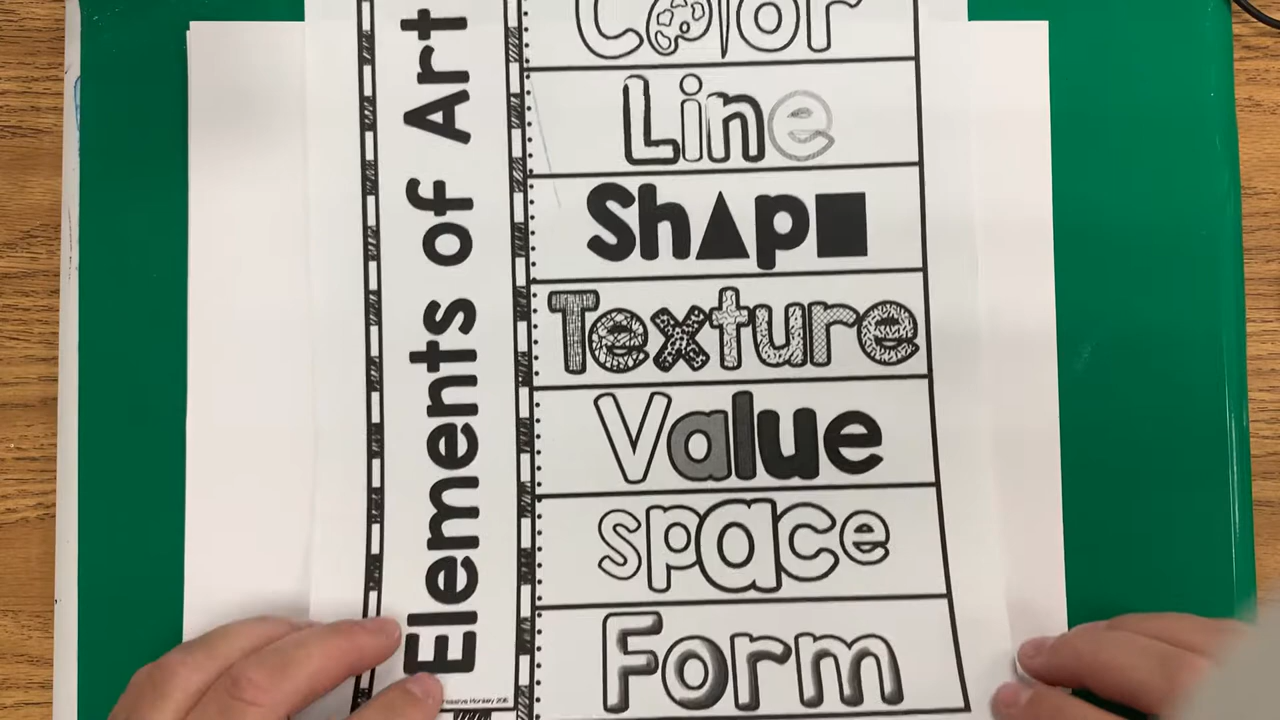 Elements of Art
Color
Line
Shape
Texture
Value
space
Form